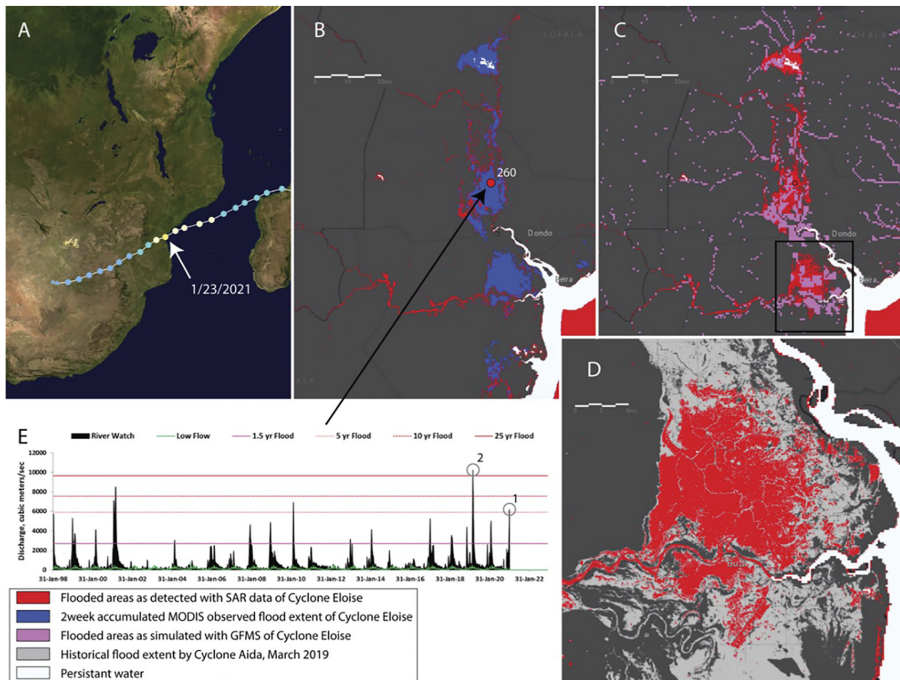 A
1/23/2021
B
SOFALA
260
Dondo
C
SOFALA
Dondo
D
E
River Watch Low Flow 1.5 yr Flood 5 yr Flood 10 yr Flood 25 yr Flood
Discharge, cubic meters/sec
12000
10000
8000
6000
4000
2000
0
2
1
31-Jan-98 31-Jan-00 31-Jan-02 31-Jan-04 31-Jan-06 31-Jan-08 31-Jan-10 31-Jan-12 31-Jan-14 31-Jan-16 31-Jan-18 31-Jan-20 31-Jan-22
Flooded areas as detected with SAR data of Cyclone Eloise
2week accumulated MODIS observed flood extent of Cyclone Eloise
Flooded areas as simulated with GFMS of Cyclone Eloise
Historical flood extent by Cyclone Aida, March 2019
Persistant water